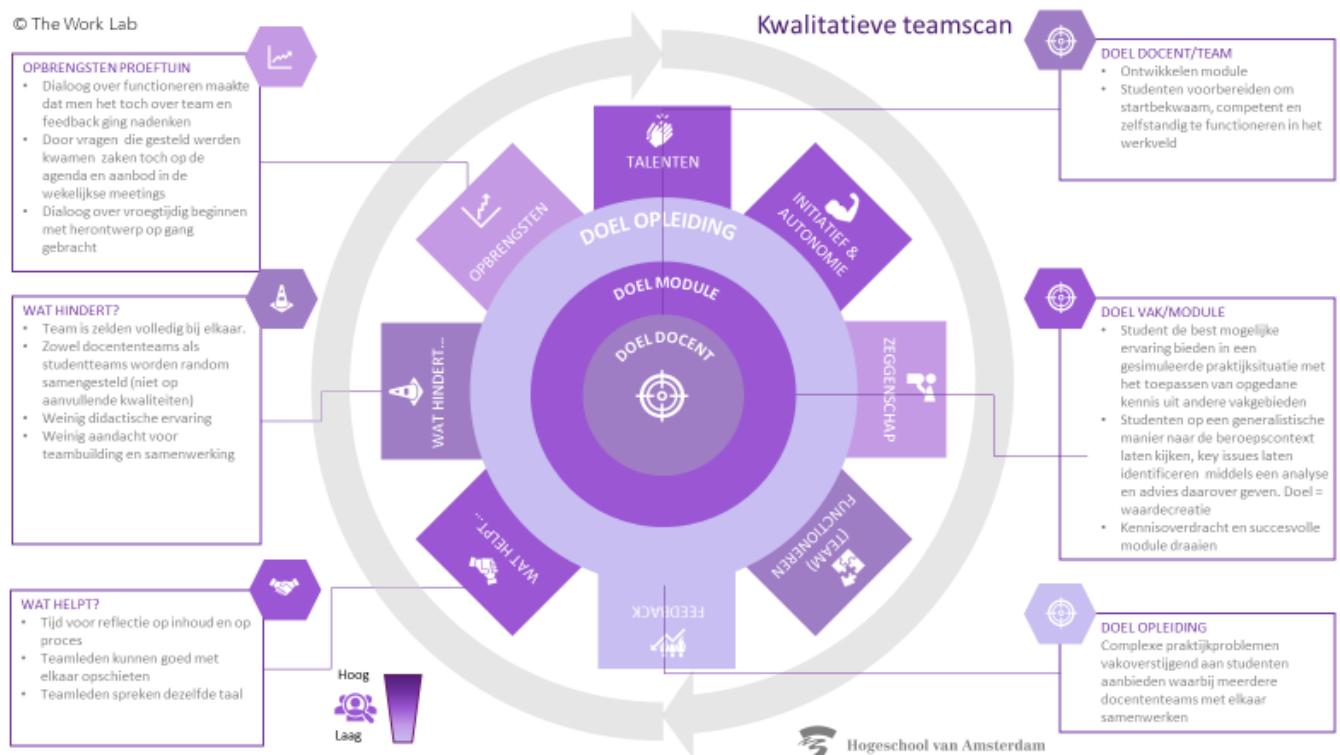 © The Work Lab
Kwalitatieve teamscan
OPBRENGSTEN PROEFTUIN
• Dialoog over functioneren maakte
dat men het toch over team en
feedback ging nadenken
• Door vragen die gesteld werden
kwamen zaken toch op de
agenda en aanbod in de
wekelijkse meetings
• Dialoog over vroegtijdig beginnen
met herontwerp op gang
gebracht
WAT HINDERT?
• Team is zelden volledig bij elkaar.
• Zowel docententeams als
studentteams worden random
samengesteld (niet op
aanvullende kwaliteiten)
• Weinig didactische ervaring
• Weinig aandacht voor
teambuilding en samenwerking
WAT HELPT?
• Tijd voor reflectie op inhoud en op
proces
• Teamleden kunnen goed met
elkaar opschieten
• Teamleden spreken dezelfde taal
Hoog
Laag
TALENTEN
INITIATIEF &
AUTONOMIE
ZEGGENSCHAP
(TEAM)
FUNCTIONEREN
FEEDBACK
WAT HELPT...
WAT HINDERT...
OPBRENGSTEN
DOEL OPLEIDING
DOEL MODULE
DOEL DOCENT
DOEL DOCENT/TEAM
• Ontwikkelen module
• Studenten voorbereiden om
startbekwaam, competent en
zelfstandig te functioneren in het
werkveld
DOEL VAK/MODULE
• Student de best mogelijke
ervaring bieden in een
gesimuleerde praktijksituatie met
het toepassen van opgedane
kennis uit andere vakgebieden
• Studenten op een generalistische
manier naar de beroepscontext
laten kijken, key issues laten
identificeren middels een analyse
en advies daarover geven. Doel =
waardecreatie
• Kennisoverdracht en succesvolle
module draaien
DOEL OPLEIDING
Complexe praktijkproblemen
vakoverstijgend aan studenten
aanbieden waarbij meerdere
docententeams met elkaar
samenwerken
Hogeschool van Amsterdam